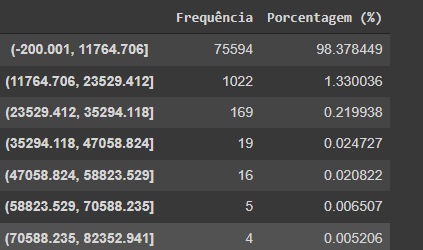 Frequência Porcentagem (%)
(-200.001, 11764.706] 75594 98.378449
(11764.706, 23529.412] 1022 1.330036
(23529.412, 35294.118] 169 0.219938
(35294.118, 47058.824] 19 0.024727
(47058.824, 58823.529] 16 0.020822
(58823.529, 70588.235] 5 0.006507
(70588.235, 82352.941] 4 0.005206